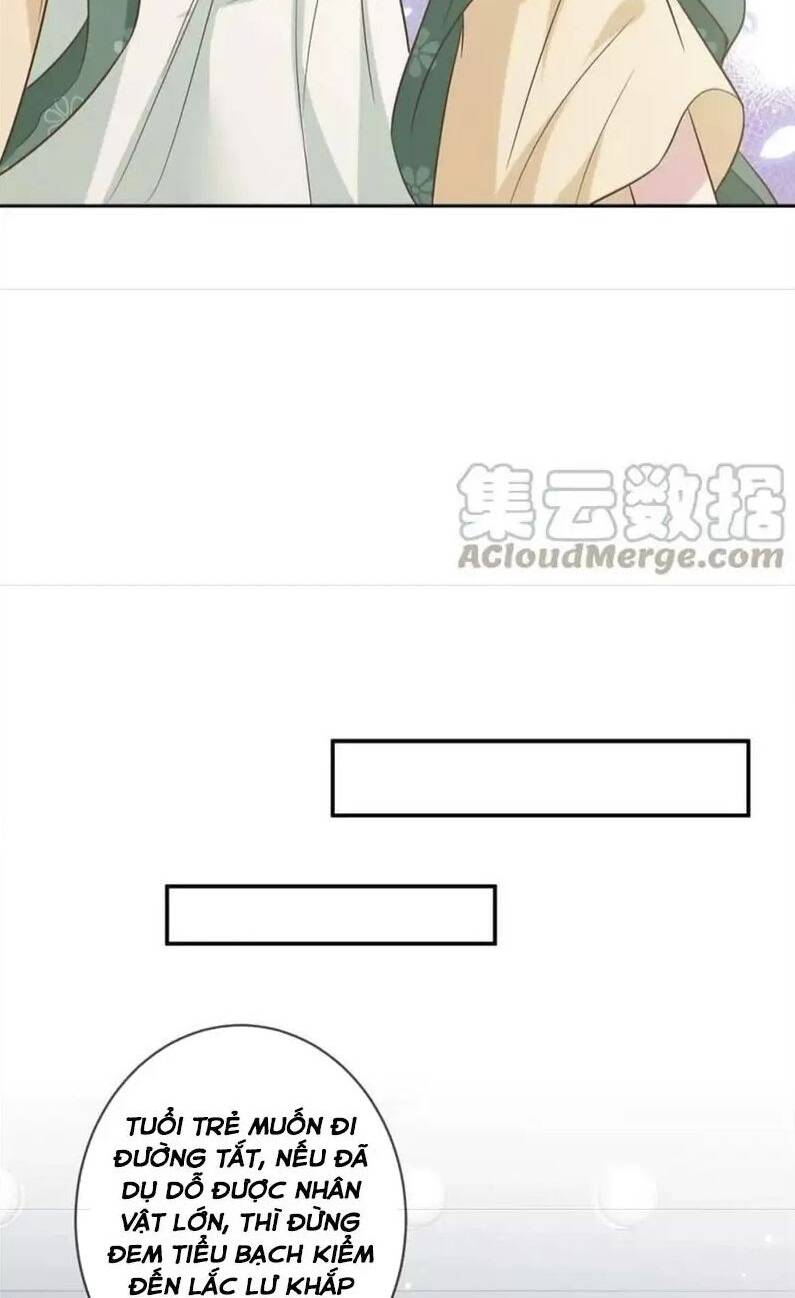 集云数据
AcloudMerge.com
TUỔI TRẺ MUỐN ĐI
ĐƯỜNG TẮT, NẾU ĐÃ
DỤ DỖ ĐƯỢC NHÂN
VẬT LỚN, THÌ ĐỪNG
ĐEM TIỂU BẠCH KIỂM
ĐẾN LẮC LƯ KHẮP